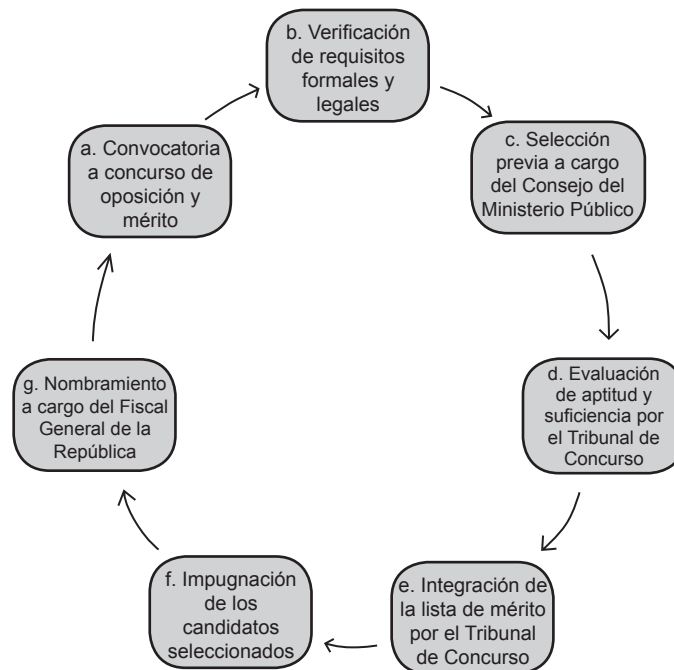 a. Convocatoria
a concurso de
oposición y
mérito
b. Verificación
de requisitos
formales y
legales
c. Selección
previa a cargo
del Consejo del
Ministerio Público
d. Evaluación
de aptitud y
suficiencia por
el Tribunal de
Concurso
e. Integración de
la lista de mérito
por el Tribunal
de Concurso
f. Impugnación
de los
candidatos
seleccionados
g. Nombramiento
a cargo del Fiscal
General de la
República